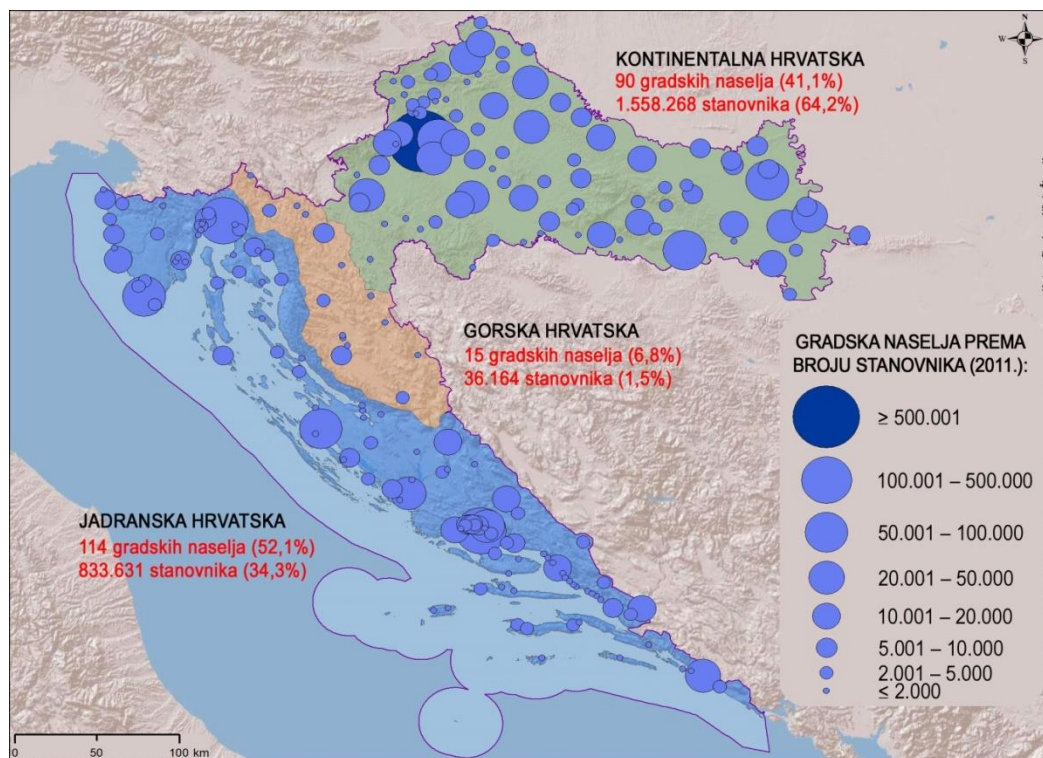 N
W E
S
KONTINENTALNA HRVATSKA
90 gradskih naselja (41,1%)
1.558.268 stanovnika (64,2%)
GORSKA HRVATSKA
15 gradskih naselja (6,8%)
36.164 stanovnika (1,5%)
JADRANSKA HRVATSKA
114 gradskih naselja (52,1%)
833.631 stanovnika (34,3%)
GRADSKA NASELJA PREMA
BROJU STANOVNIKA (2011.):
≥ 500.001
100.001 – 500.000
50.001 – 100.000
20.001 – 50.000
10.001 – 20.000
5.001 – 10.000
2.001 – 5.000
≤ 2.000
0 50 100 km